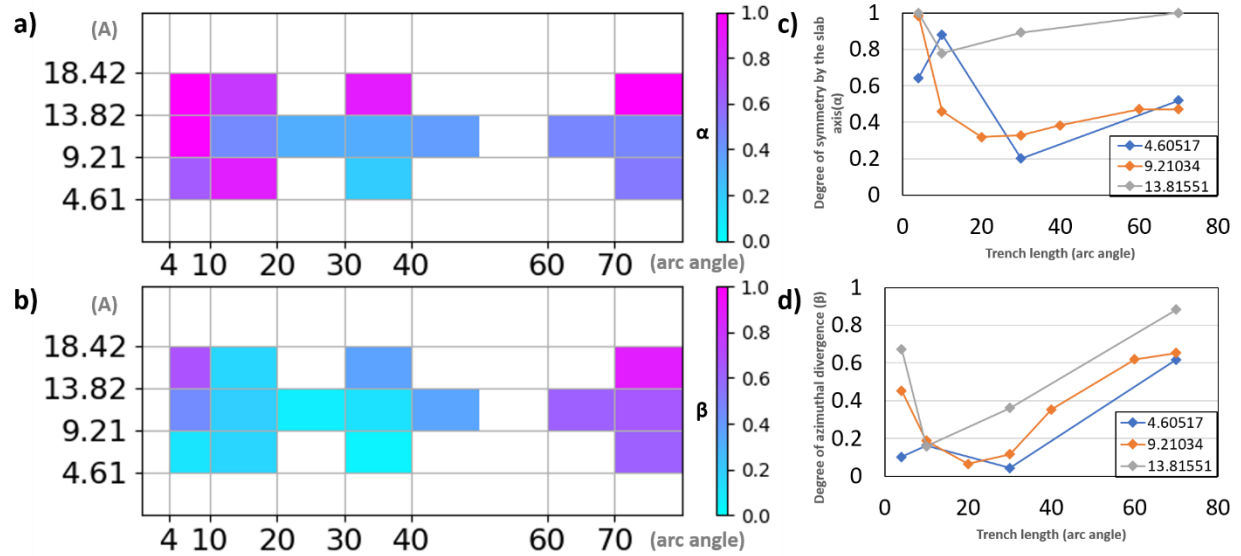 a)
(A)
18.42
13.82
9.21
4.61
4 10 20 30 40 60 70
(arc angle)
1.0
0.8
0.6
0.4
0.2
0.0
α
b)
(A)
18.42
13.82
9.21
4.61
4 10 20 30 40 60 70
(arc angle)
1.0
0.8
0.6
0.4
0.2
0.0
β
c)
Degree of symmetry by the slab
axis(α)
1
0.8
0.6
0.4
0.2
0
0 20 40 60 80
Trench length (arc angle)
4.60517
9.21034
13.81551
d)
Degree of azimuthal divergence (β)
1
0.8
0.6
0.4
0.2
0
0 20 40 60 80
Trench length (arc angle)
4.60517
9.21034
13.81551